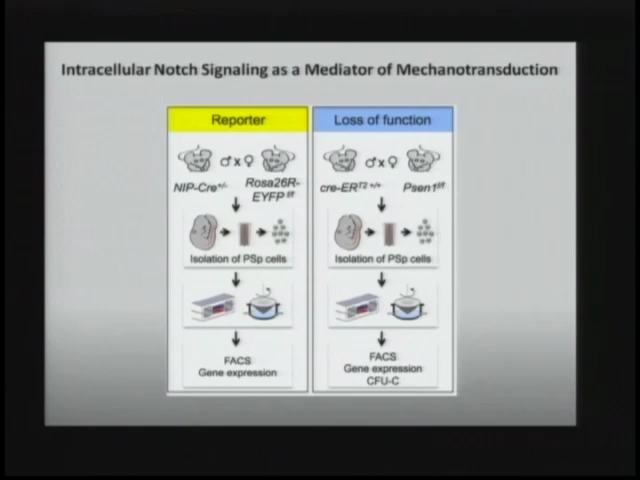 Intracellular Notch Signaling as a Mediator of Mechanotransduction
Reporter
♂ x ♀
NIP-Cre+/-
Rosa26R-
EYFP f/f
Isolation of PSp cells
FACS
Gene expression
Loss of function
♂ x ♀
cre-ERT2 +/+
Psen1f/f
Isolation of PSp cells
FACS
Gene expression
CFU-C